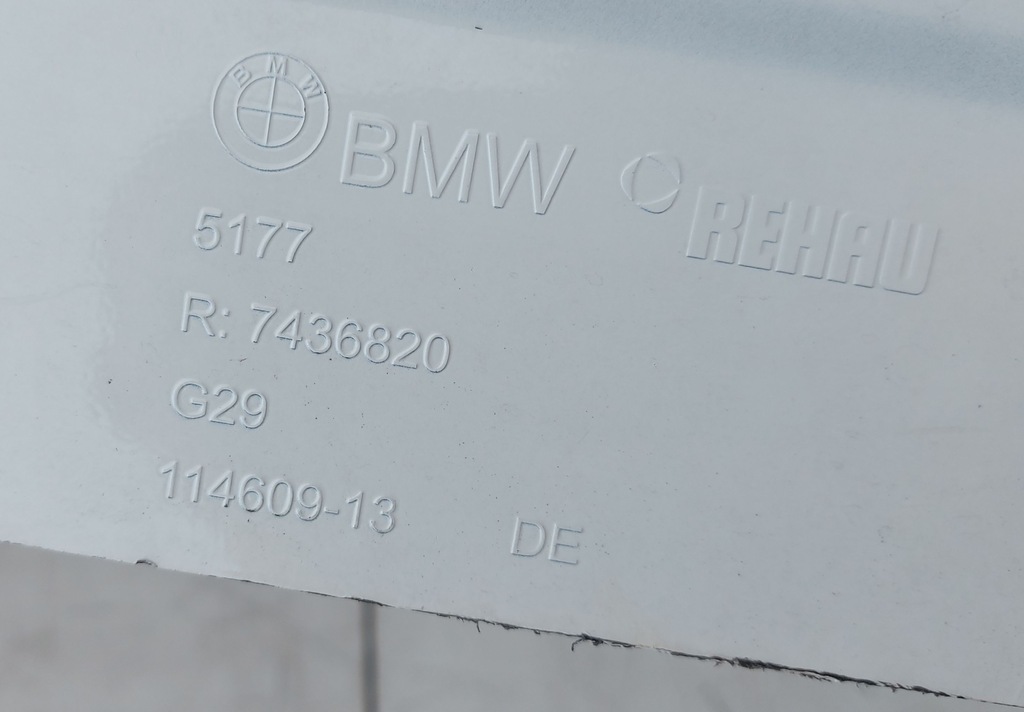 BMW
BMW REHAU
5177
R: 7436820
G29
114609-13 DE